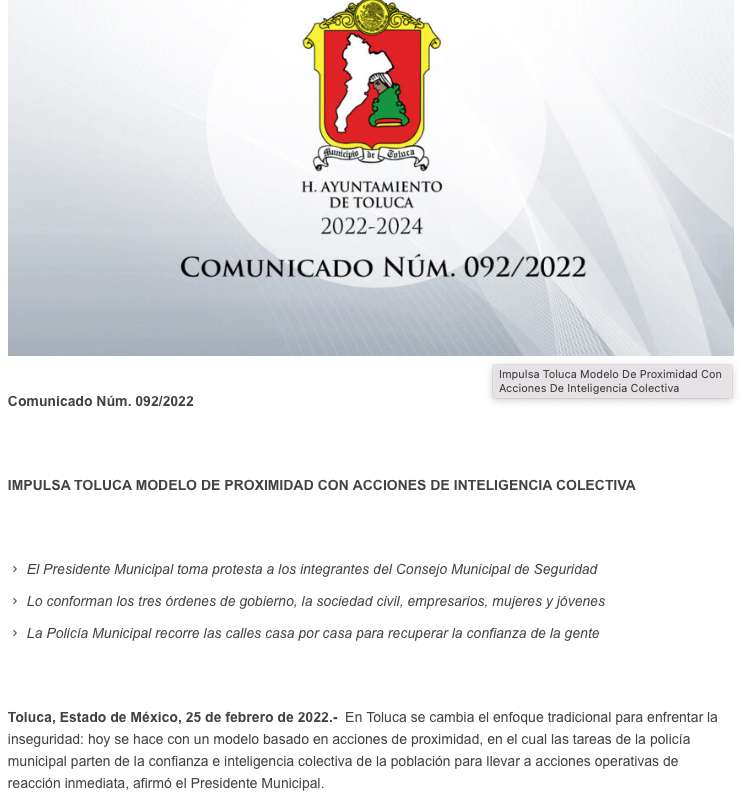 Municipio de Toluca
H. AYUNTAMIENTO
DE TOLUCA
2022-2024
COMUNICADO NÚM. 092/2022
Impulsa Toluca Modelo De Proximidad Con
Acciones De Inteligencia Colectiva
Comunicado Núm. 092/2022
IMPULSA TOLUCA MODELO DE PROXIMIDAD CON ACCIONES DE INTELIGENCIA COLECTIVA
› El Presidente Municipal toma protesta a los integrantes del Consejo Municipal de Seguridad
› Lo conforman los tres órdenes de gobierno, la sociedad civil, empresarios, mujeres y jóvenes
› La Policía Municipal recorre las calles casa por casa para recuperar la confianza de la gente
Toluca, Estado de México, 25 de febrero de 2022.- En Toluca se cambia el enfoque tradicional para enfrentar la
inseguridad: hoy se hace con un modelo basado en acciones de proximidad, en el cual las tareas de la policía
municipal parten de la confianza e inteligencia colectiva de la población para llevar a acciones operativas de
reacción inmediata, afirmó el Presidente Municipal.